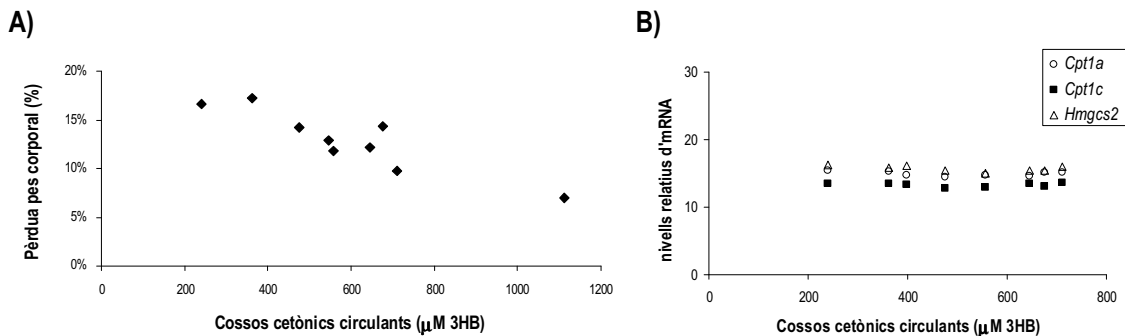 A)
Pèrdua pes corporal (%)
20%
15%
10%
5%
0%
0 200 400 600 800 1000 1200
Cossos cetònics circulants (μM 3HB)
B)
Cpt1a
Cpt1c
Hmgcs2
nivells relatius d'mRNA
30
20
10
0
0 200 400 600 800
Cossos cetònics circulants (μM 3HB)